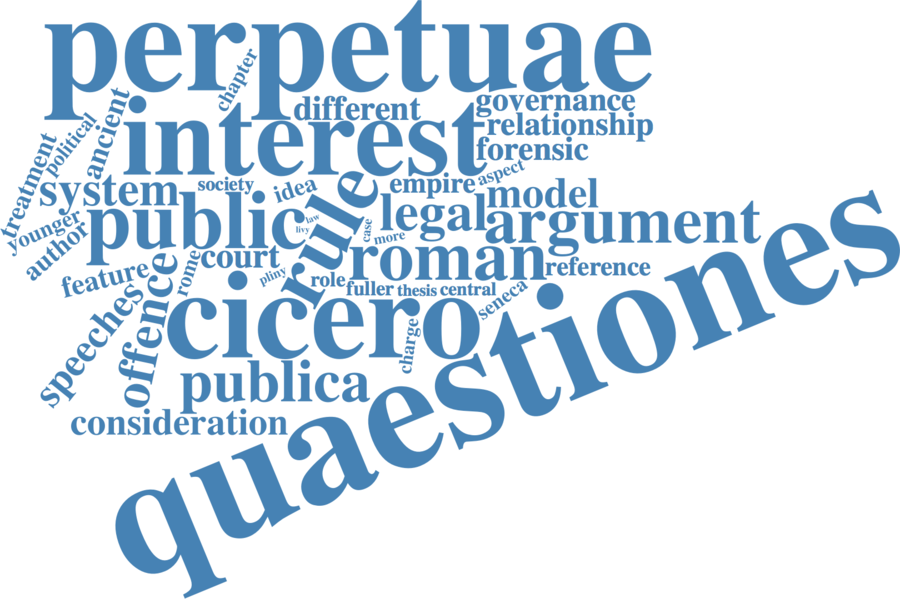 perpetuae
chapter
different
governance
ancient
interest
relationship
political
forensic
treatment
system
society
idea
rule
empire
aspect
model
younger
public
law
livy
case
more
legal
argument
author
court
rome
pliny
roman
reference
feature
role
fuller
thesis
central
seneca
offence
speeches
cicero
charge
publica
consideration
quaestiones